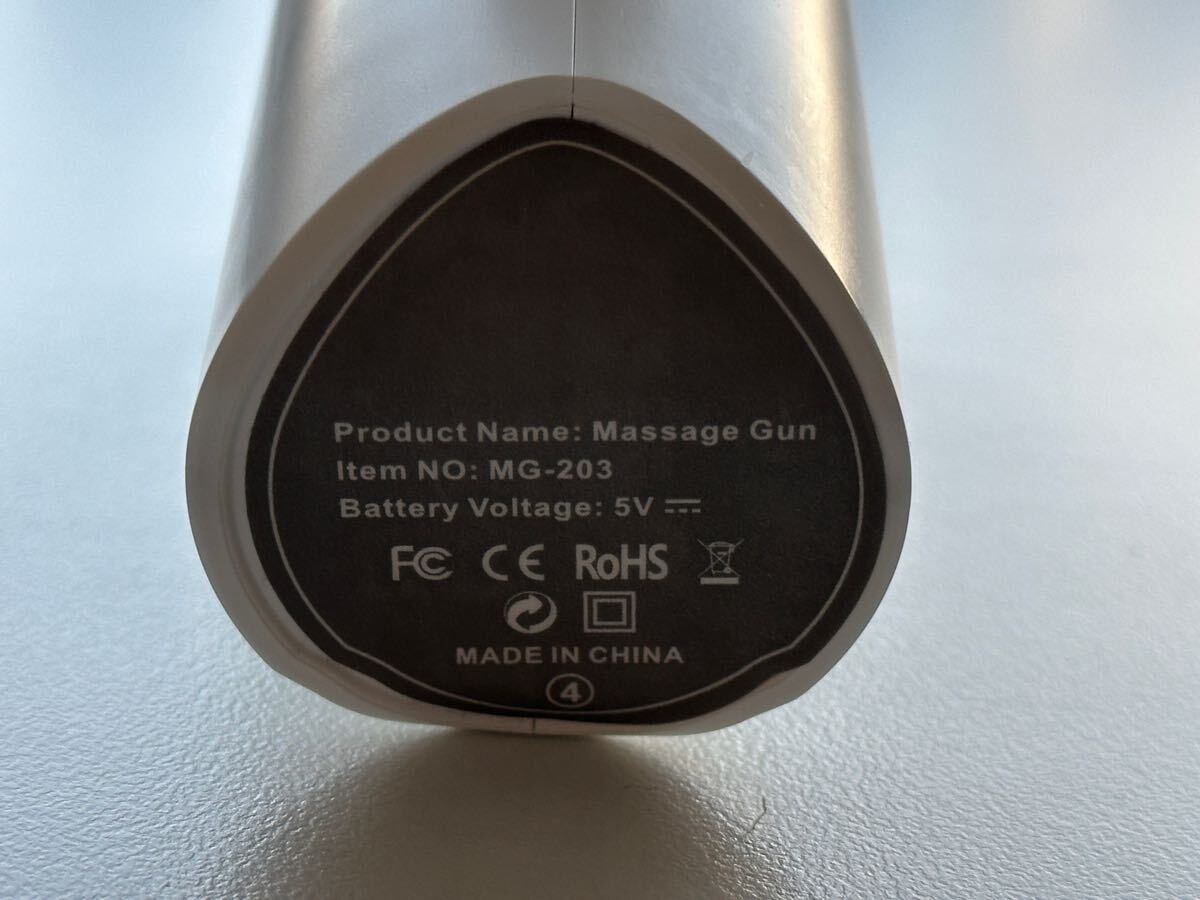 Product Name: Massage Gun
Item NO: MG-203
Battery Voltage: 5V ⎓
FC CE RoHS
MADE IN CHINA
④